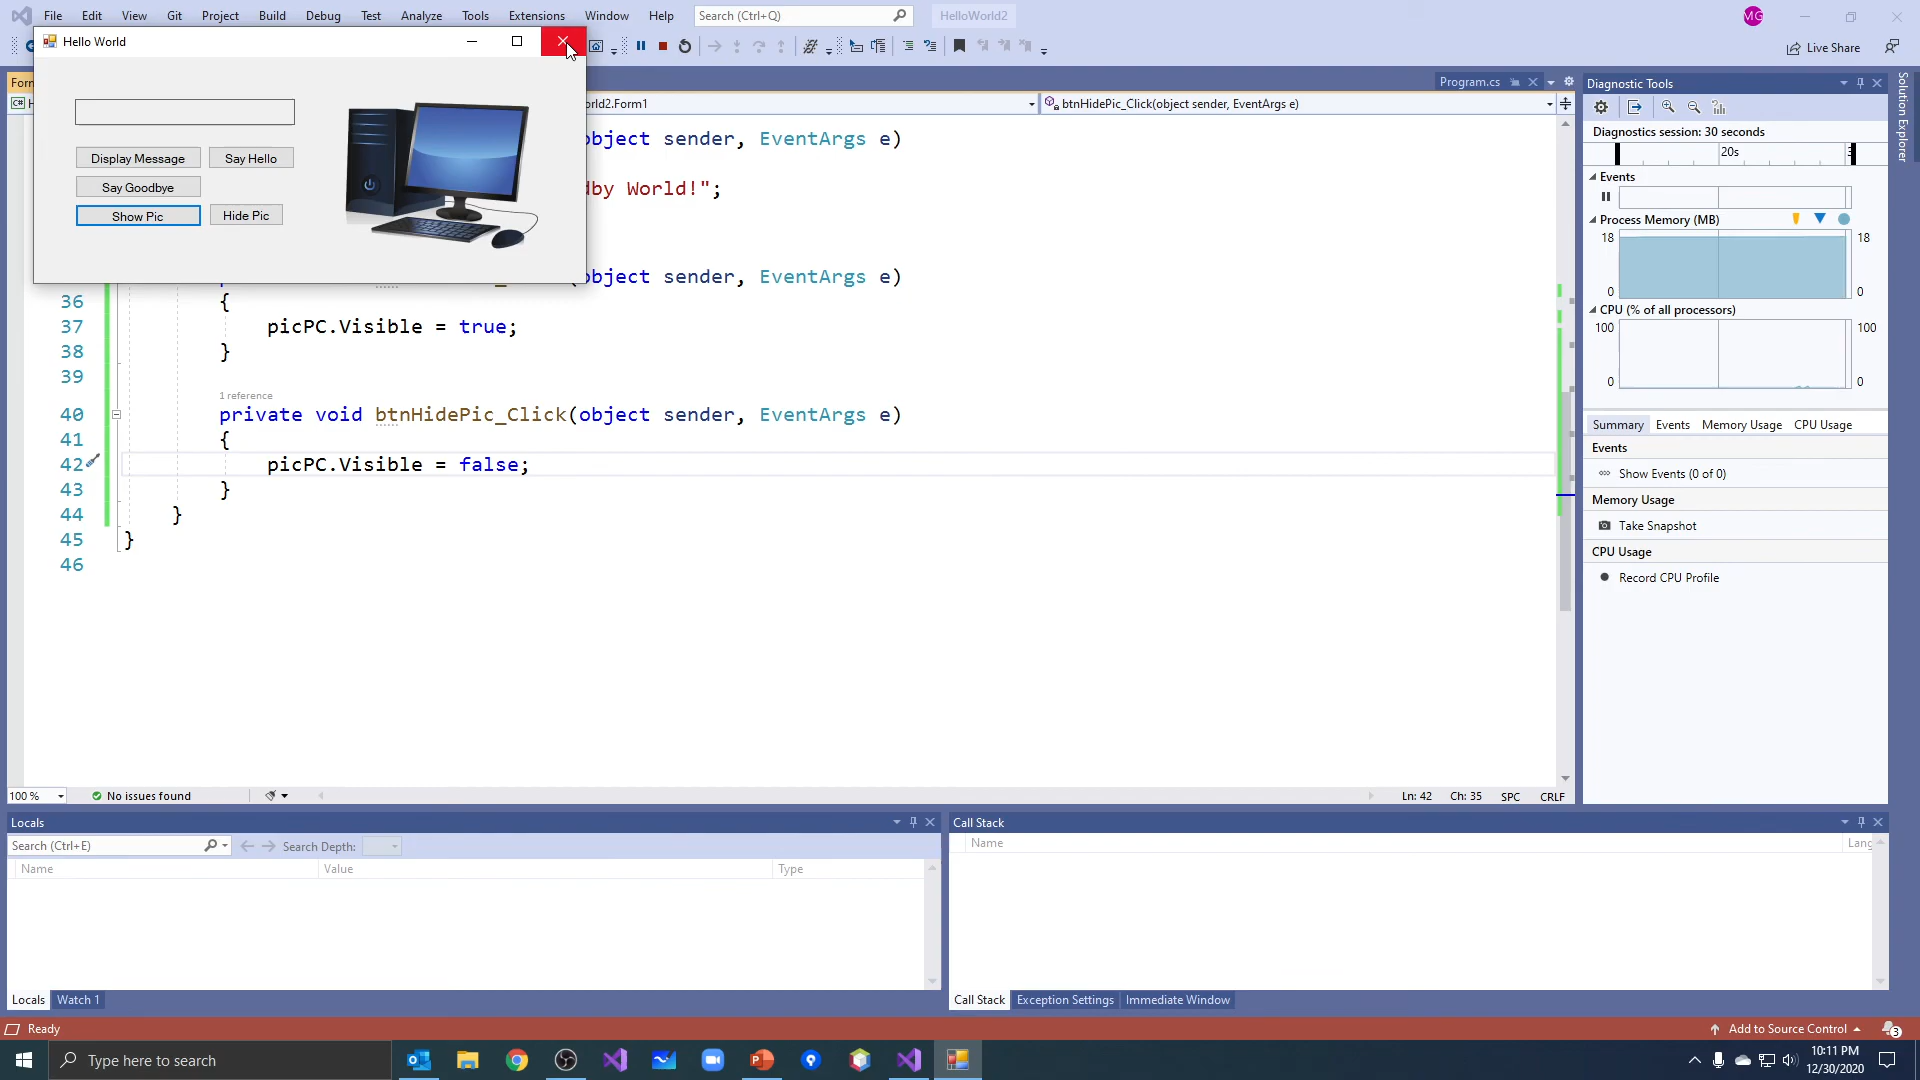 File Edit View Git Project Build Debug Test Analyze Tools Extensions Window Help Search (Ctrl+Q) HelloWorld2 MG
Live Share
Hello World
Display Message Say Hello
Say Goodbye
Show Pic Hide Pic
Program.cs
orld2.Form1 btnHidePic_Click(object sender, EventArgs e)
object sender, EventArgs e)
dby World!";
object sender, EventArgs e)
36 {
37 picPC.Visible = true;
38 }
39
1 reference
40 private void btnHidePic_Click(object sender, EventArgs e)
41 {
42 picPC.Visible = false;
43 }
44 }
45 }
46
100 % No issues found Ln: 42 Ch: 35 SPC CRLF
Solution Explorer
Diagnostic Tools
Diagnostics session: 30 seconds
20s
Events
Process Memory (MB)
18 18
0 0
CPU (% of all processors)
100 100
0 0
Summary Events Memory Usage CPU Usage
Events
Show Events (0 of 0)
Memory Usage
Take Snapshot
CPU Usage
Record CPU Profile
Locals
Search (Ctrl+E) Search Depth:
Name Value Type
Locals Watch 1
Call Stack
Name Lang
Call Stack Exception Settings Immediate Window
Ready Add to Source Control 3
Type here to search
10:11 PM
12/30/2020